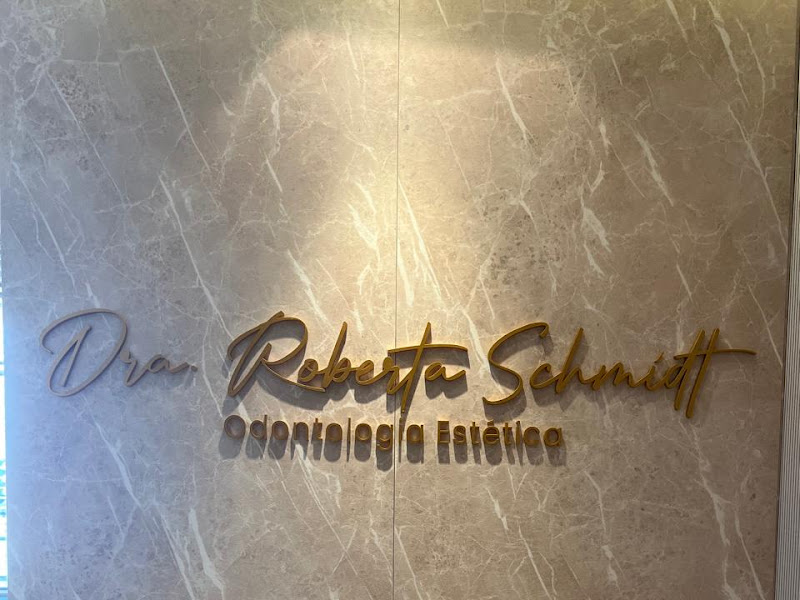 Dra. Roberta Schmidt
Odontologia Estética